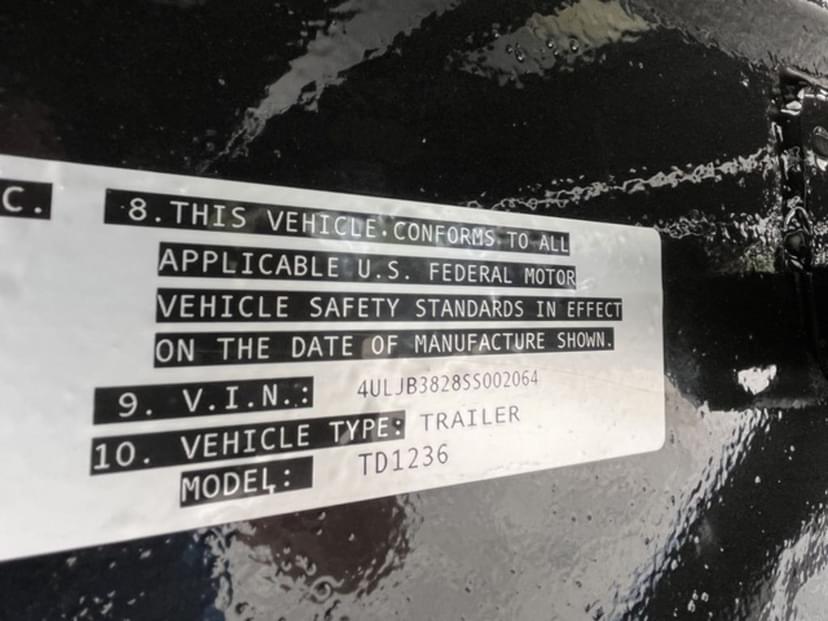 C.
8.THIS VEHICLE CONFORMS TO ALL
APPLICABLE U.S. FEDERAL MOTOR
VEHICLE SAFETY STANDARDS IN EFFECT
ON THE DATE OF MANUFACTURE SHOWN.
9. V.I.N.: 4ULJB3828SS002064
10. VEHICLE TYPE: TRAILER
MODEL: TD1236